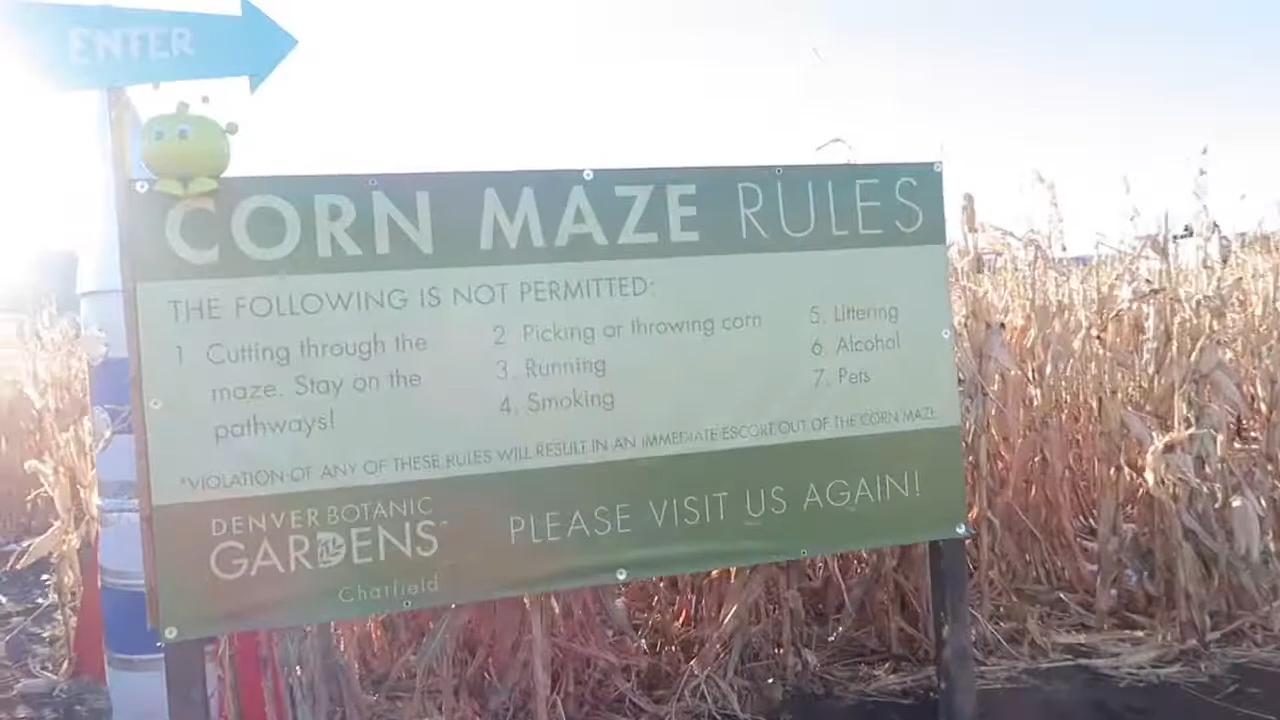 ENTER
CORN MAZE RULES
THE FOLLOWING IS NOT PERMITTED:
1 Cutting through the
maze. Stay on the
pathways!
2 Picking or throwing corn
3. Running
4. Smoking
5. Littering
6. Alcohol
7. Pets
*VIOLATION OF ANY OF THESE RULES WILL RESULT IN AN IMMEDIATE ESCORT OUT OF THE CORN MAZE.
DENVER BOTANIC
GARDENS
Chatfield
PLEASE VISIT US AGAIN!